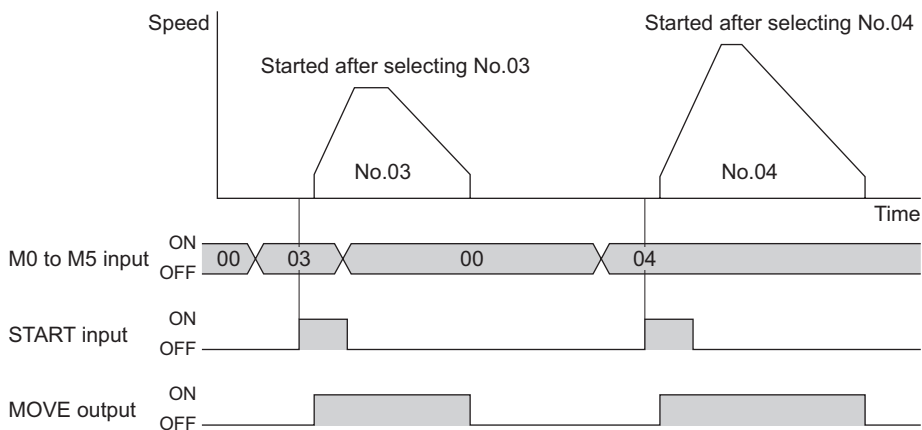 Speed
Started after selecting No.04
Started after selecting No.03
No.03
No.04
Time
M0 to M5 input
ON
OFF
00
03
00
04
START input
ON
OFF
MOVE output
ON
OFF